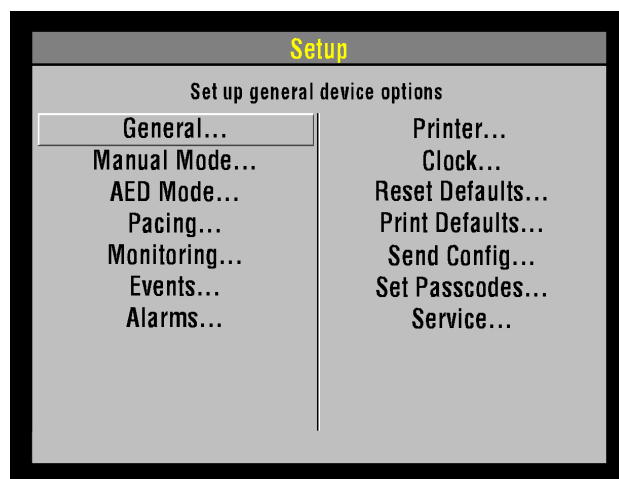 Setup
Set up general device options
General...
Manual Mode...
AED Mode...
Pacing...
Monitoring...
Events...
Alarms...
Printer...
Clock...
Reset Defaults...
Print Defaults...
Send Config...
Set Passcodes...
Service...